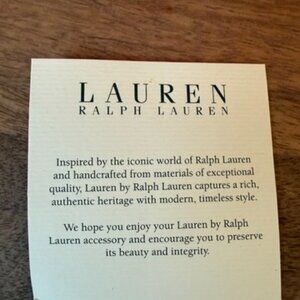 LAUREN
RALPH LAUREN
Inspired by the iconic world of Ralph Lauren
and handcrafted from materials of exceptional
quality, Lauren by Ralph Lauren captures a rich,
authentic heritage with modern, timeless style.
We hope you enjoy your Lauren by Ralph
Lauren accessory and encourage you to preserve
its beauty and integrity.